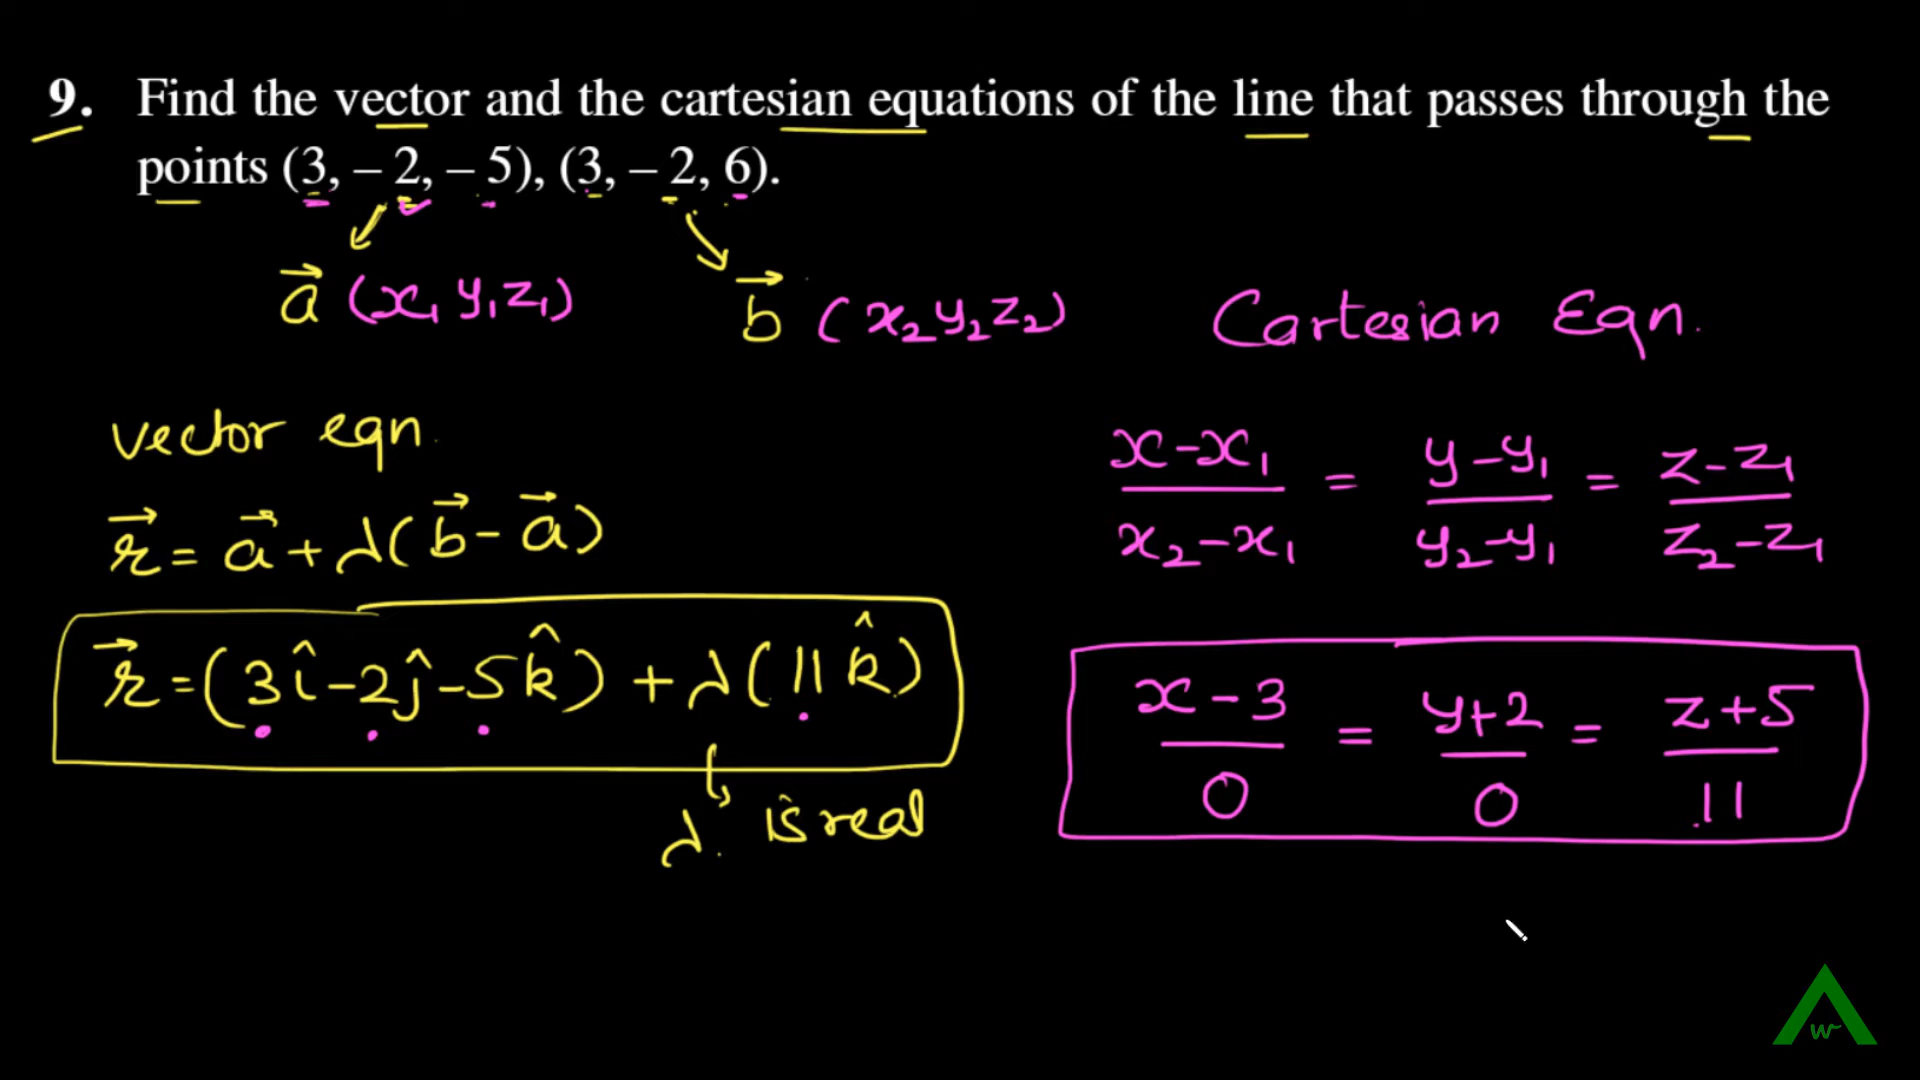 9. Find the vector and the cartesian equations of the line that passes through the
points (3, – 2, – 5), (3, – 2, 6).
a⃗ (x₁ y₁ z₁)
b⃗ (x₂ y₂ z₂)
Cartesian Eqn.
vector eqn.
r⃗ = a⃗ + λ(b⃗ - a⃗)
r⃗ = (3î - 2ĵ - 5k̂) + λ(11k̂)
λ is real
(x - x₁)/(x₂ - x₁) = (y - y₁)/(y₂ - y₁) = (z - z₁)/(z₂ - z₁)
(x - 3)/0 = (y + 2)/0 = (z + 5)/11
w